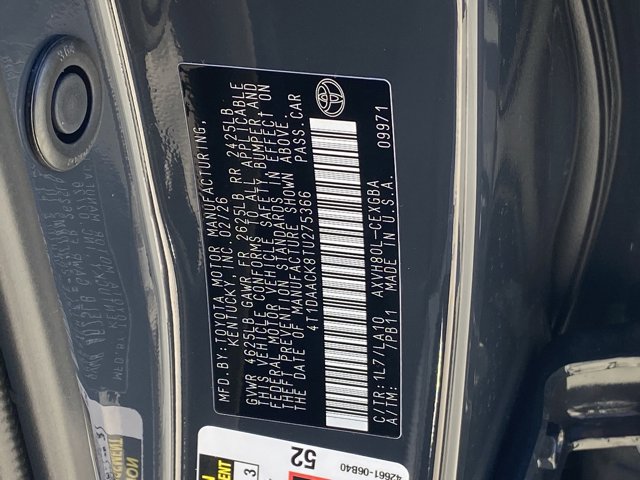 MFD.BY:TOYOTA MOTOR MANUFACTURING,
KENTUCKY, INC. 02/26
GVWR 4625LB GAWR FR 2625LB RR 2425LB
THIS VEHICLE CONFORMS TO ALL APPLICABLE
FEDERAL MOTOR VEHICLE SAFETY, BUMPER, AND
THEFT PREVENTION STANDARDS IN EFFECT ON
THE DATE OF MANUFACTURE SHOWN ABOVE.
4T1DAACK8TU275366 PASS.CAR
C/TR:1L7/LA10 AXVH80L-CEXGBA
A/TM: -/PB11 MADE IN U.S.A. 09971
52
42661-06B40
3